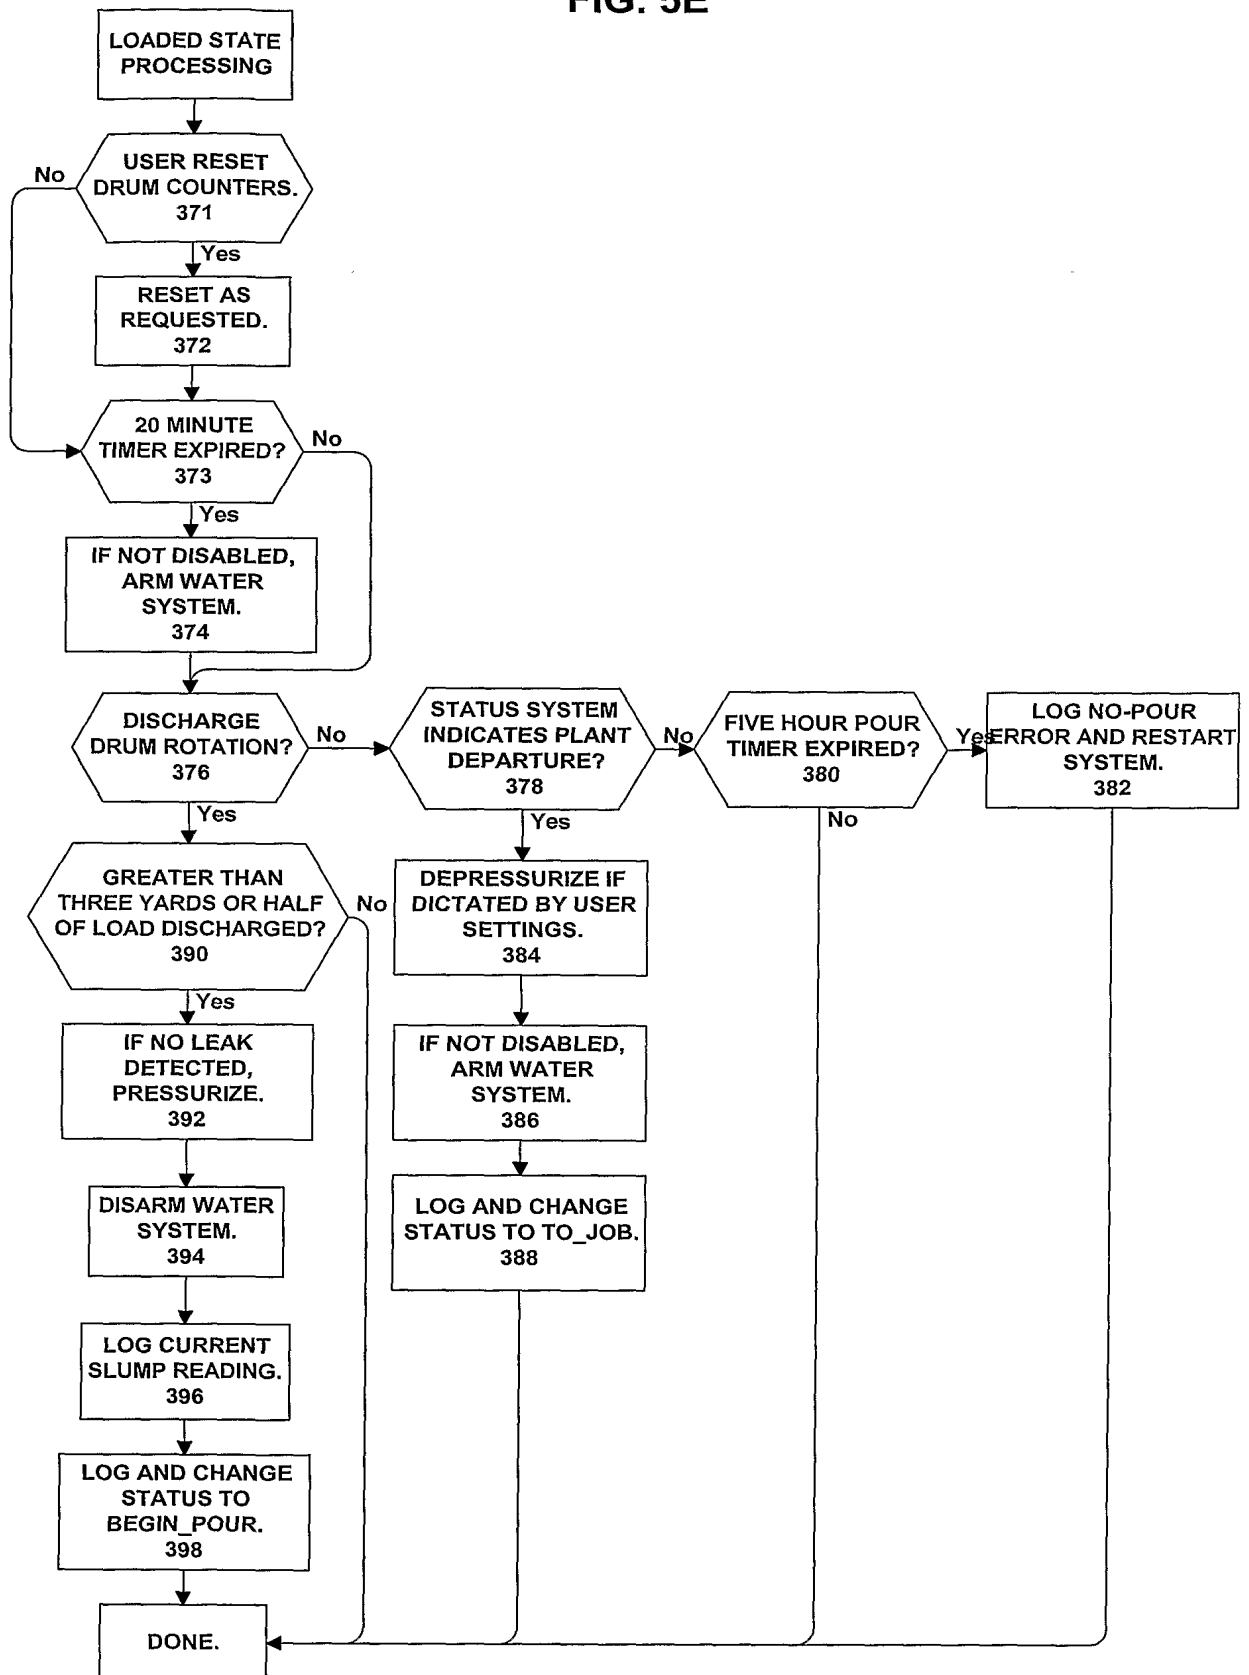 FIG. 5E
LOADED STATE
PROCESSING
USER RESET
DRUM COUNTERS.
371
No
Yes
RESET AS
REQUESTED.
372
20 MINUTE
TIMER EXPIRED?
373
No
Yes
IF NOT DISABLED,
ARM WATER
SYSTEM.
374
DISCHARGE
DRUM ROTATION?
376
No
Yes
STATUS SYSTEM
INDICATES PLANT
DEPARTURE?
378
No
Yes
FIVE HOUR POUR
TIMER EXPIRED?
380
Yes
No
LOG NO-POUR
ERROR AND RESTART
SYSTEM.
382
GREATER THAN
THREE YARDS OR HALF
OF LOAD DISCHARGED?
390
No
Yes
DEPRESSURIZE IF
DICTATED BY USER
SETTINGS.
384
IF NO LEAK
DETECTED,
PRESSURIZE.
392
IF NOT DISABLED,
ARM WATER
SYSTEM.
386
DISARM WATER
SYSTEM.
394
LOG AND CHANGE
STATUS TO TO_JOB.
388
LOG CURRENT
SLUMP READING.
396
LOG AND CHANGE
STATUS TO
BEGIN_POUR.
398
DONE.